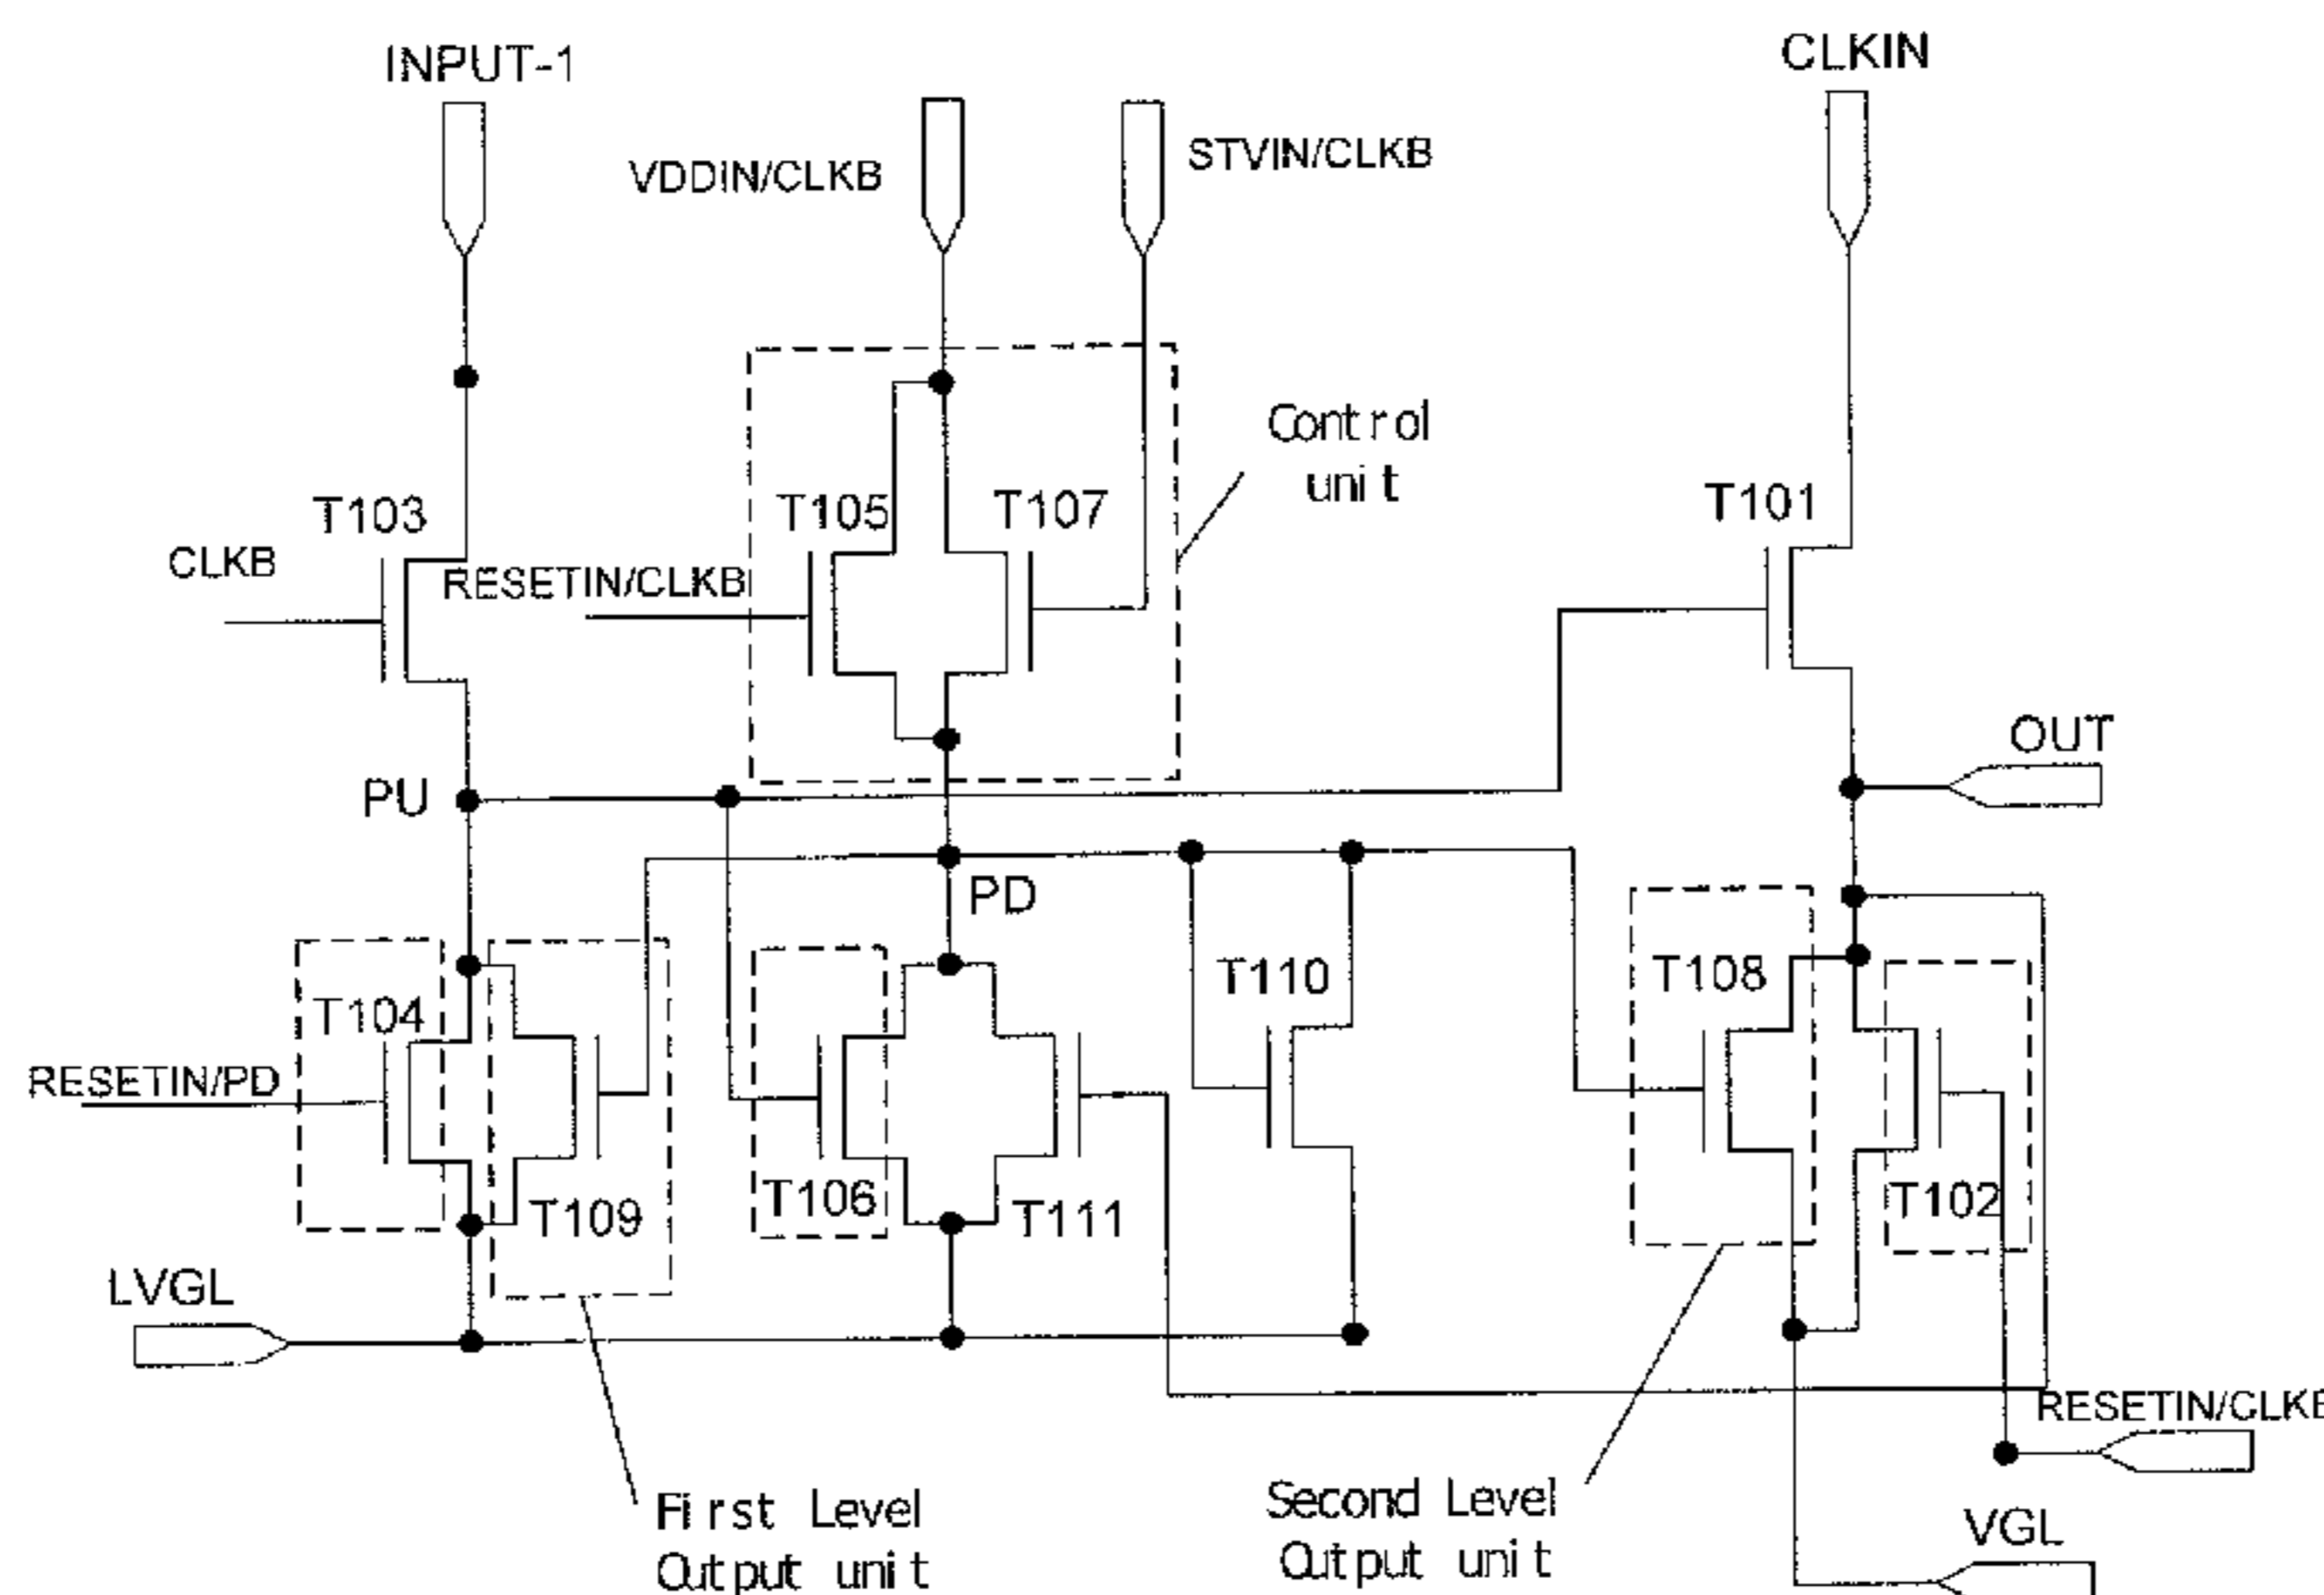 INPUT-1
CLKIN
VDDIN/CLKB
STVIN/CLKB
Control
unit
T103
T105
T107
T101
CLKB
RESETIN/CLKB
OUT
PU
PD
T104
T110
T108
RESETIN/PD
T109
T106
T111
T102
LVGL
RESETIN/CLKB
First Level
Output unit
Second Level
Output unit
VGL